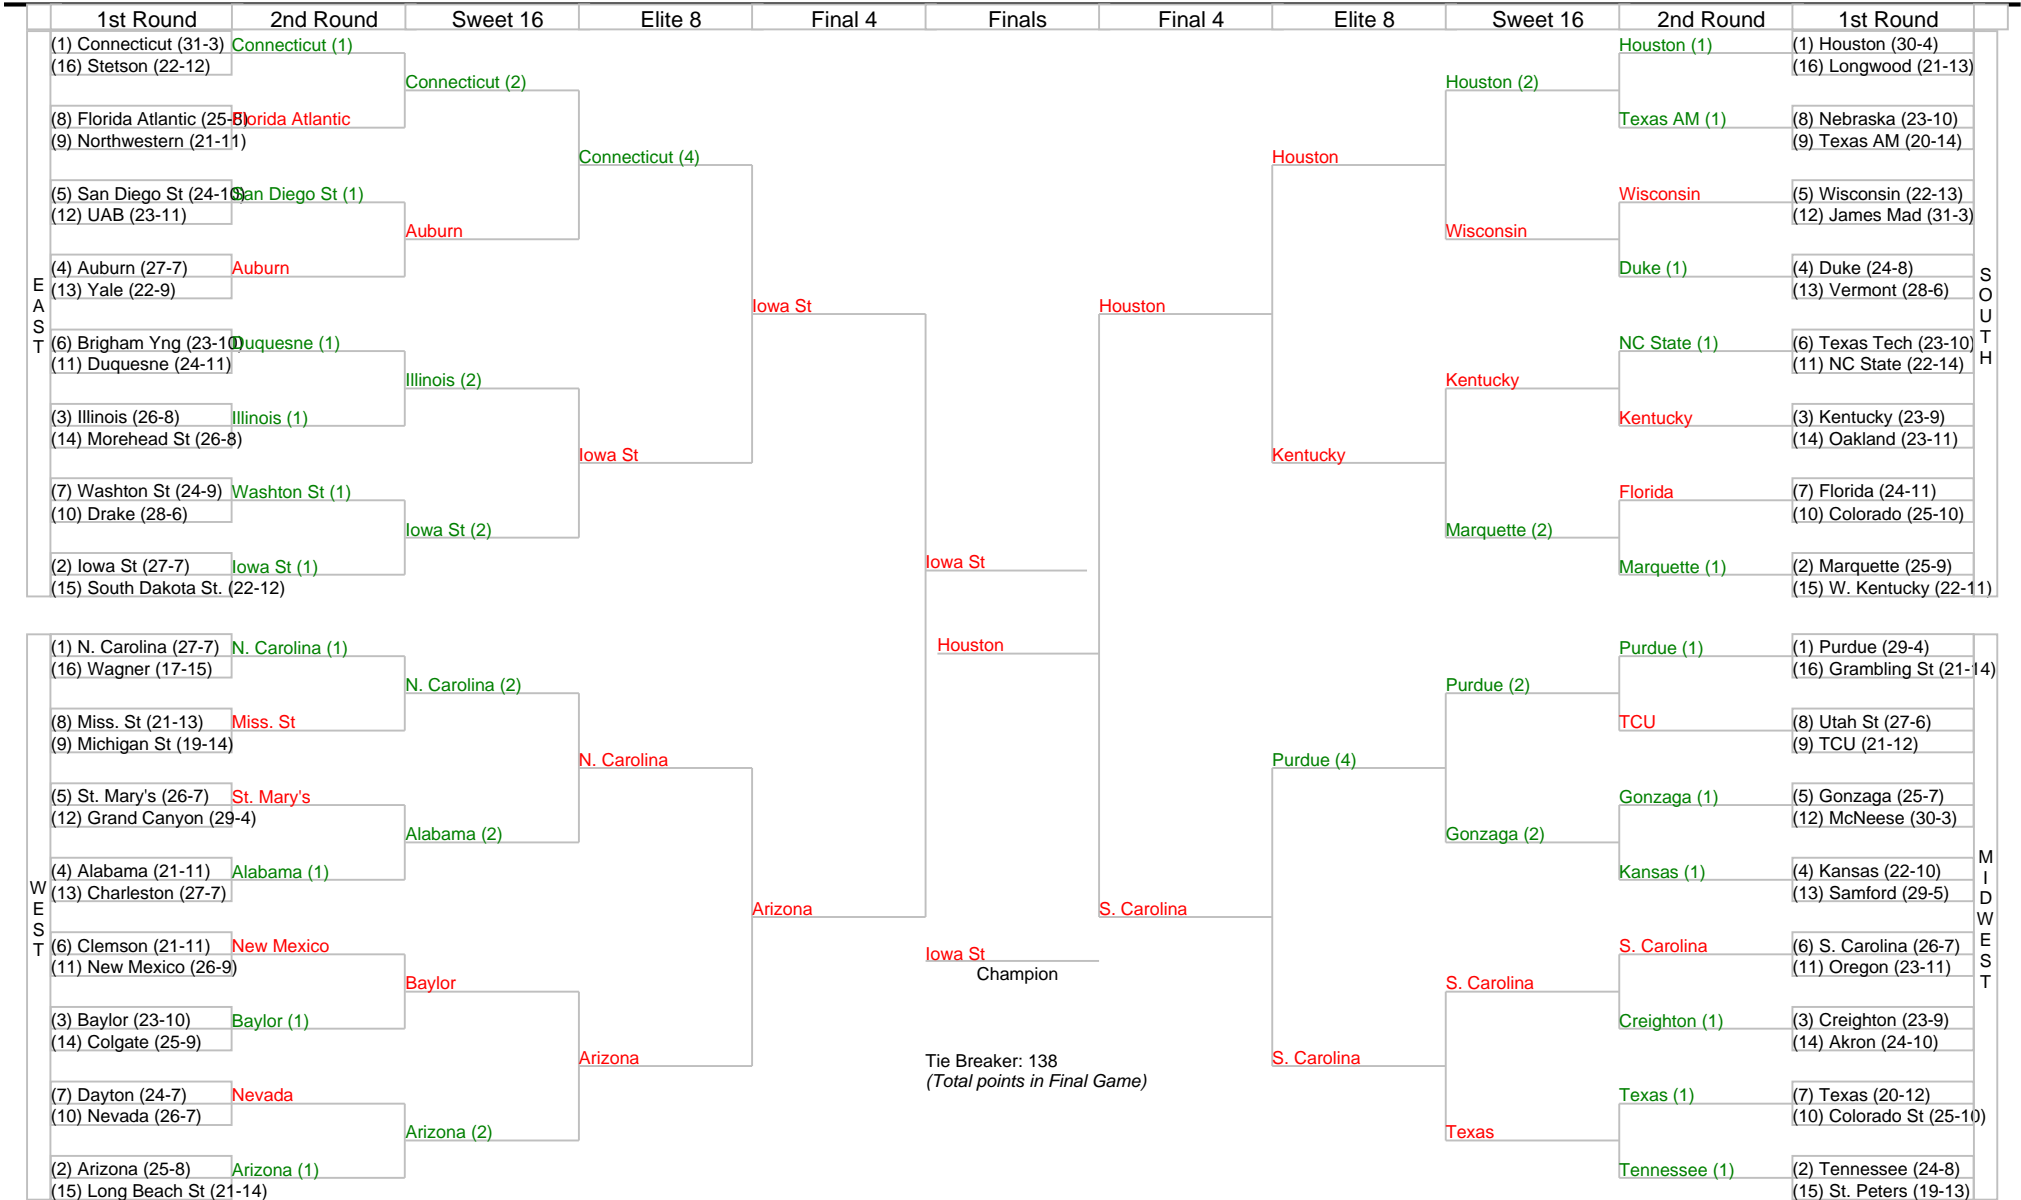 1st Round 2nd Round Sweet 16 Elite 8 Final 4 Finals Final 4 Elite 8 Sweet 16 2nd Round 1st Round
EAST
(1) Connecticut (31-3)
(16) Stetson (22-12)
(8) Florida Atlantic (25-8)
(9) Northwestern (21-11)
(5) San Diego St (24-10)
(12) UAB (23-11)
(4) Auburn (27-7)
(13) Yale (22-9)
(6) Brigham Yng (23-10)
(11) Duquesne (24-11)
(3) Illinois (26-8)
(14) Morehead St (26-8)
(7) Washton St (24-9)
(10) Drake (28-6)
(2) Iowa St (27-7)
(15) South Dakota St. (22-12)
Connecticut (1)
Florida Atlantic
San Diego St (1)
Auburn
Duquesne (1)
Illinois (1)
Washton St (1)
Iowa St (1)
Connecticut (2)
Auburn
Illinois (2)
Iowa St (2)
Connecticut (4)
Iowa St
Iowa St
WEST
(1) N. Carolina (27-7)
(16) Wagner (17-15)
(8) Miss. St (21-13)
(9) Michigan St (19-14)
(5) St. Mary's (26-7)
(12) Grand Canyon (29-4)
(4) Alabama (21-11)
(13) Charleston (27-7)
(6) Clemson (21-11)
(11) New Mexico (26-9)
(3) Baylor (23-10)
(14) Colgate (25-9)
(7) Dayton (24-7)
(10) Nevada (26-7)
(2) Arizona (25-8)
(15) Long Beach St (21-14)
N. Carolina (1)
Miss. St
St. Mary's
Alabama (1)
New Mexico
Baylor (1)
Nevada
Arizona (1)
N. Carolina (2)
Alabama (2)
Baylor
Arizona (2)
N. Carolina
Arizona
Arizona
Iowa St
Houston
Iowa St
Champion
Tie Breaker: 138
(Total points in Final Game)
Houston
Houston
Kentucky
Houston (2)
Wisconsin
Kentucky
Marquette (2)
Houston (1)
Texas AM (1)
Wisconsin
Duke (1)
NC State (1)
Kentucky
Florida
Marquette (1)
(1) Houston (30-4)
(16) Longwood (21-13)
(8) Nebraska (23-10)
(9) Texas AM (20-14)
(5) Wisconsin (22-13)
(12) James Mad (31-3)
(4) Duke (24-8)
(13) Vermont (28-6)
(6) Texas Tech (23-10)
(11) NC State (22-14)
(3) Kentucky (23-9)
(14) Oakland (23-11)
(7) Florida (24-11)
(10) Colorado (25-10)
(2) Marquette (25-9)
(15) W. Kentucky (22-11)
SOUTH
S. Carolina
Purdue (4)
S. Carolina
Purdue (2)
Gonzaga (2)
S. Carolina
Texas
Purdue (1)
TCU
Gonzaga (1)
Kansas (1)
S. Carolina
Creighton (1)
Texas (1)
Tennessee (1)
(1) Purdue (29-4)
(16) Grambling St (21-14)
(8) Utah St (27-6)
(9) TCU (21-12)
(5) Gonzaga (25-7)
(12) McNeese (30-3)
(4) Kansas (22-10)
(13) Samford (29-5)
(6) S. Carolina (26-7)
(11) Oregon (23-11)
(3) Creighton (23-9)
(14) Akron (24-10)
(7) Texas (20-12)
(10) Colorado St (25-10)
(2) Tennessee (24-8)
(15) St. Peters (19-13)
MIDWEST